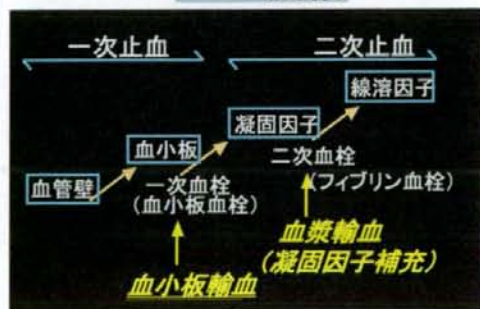 一次止血
二次止血
線溶因子
凝固因子
血小板
二次血栓
(フィブリン血栓)
血管壁
一次血栓
(血小板血栓)
血漿輸血
(凝固因子補充)
血小板輸血